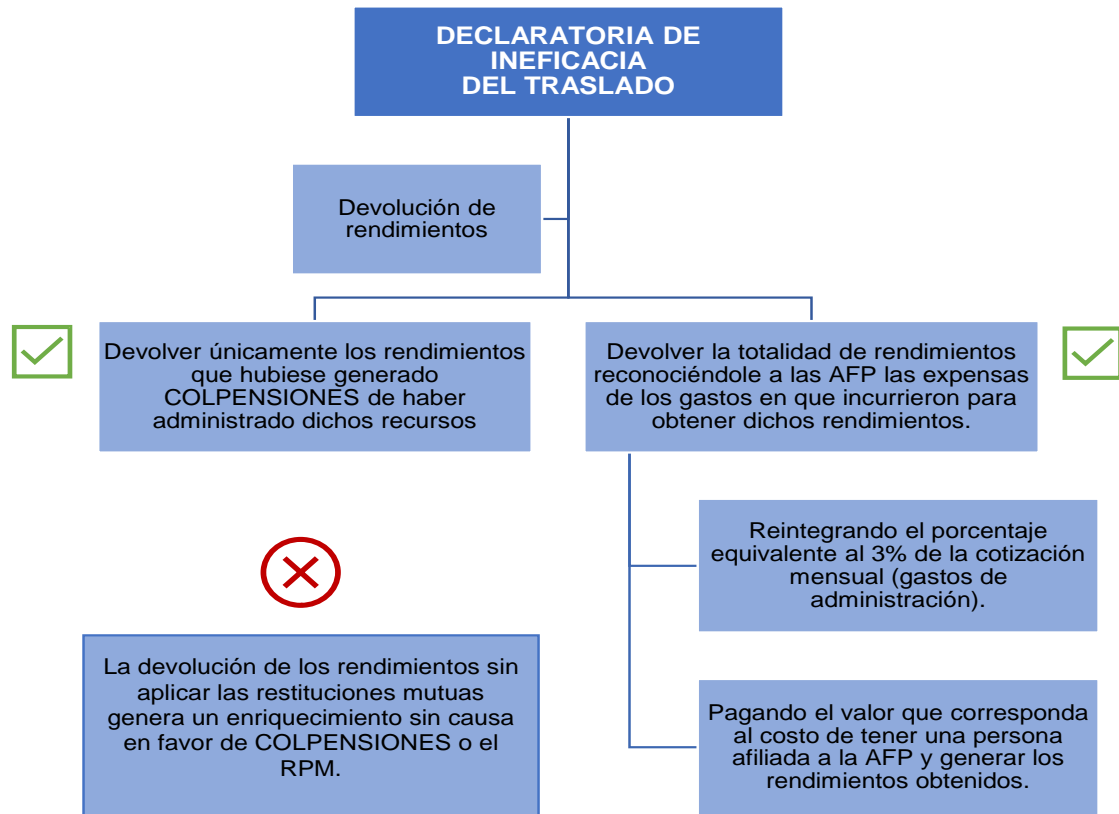 DECLARATORIA DE
INEFICACIA
DEL TRASLADO
Devolución de
rendimientos
Devolver únicamente los rendimientos
que hubiese generado
COLPENSIONES de haber
administrado dichos recursos
Devolver la totalidad de rendimientos
reconociéndole a las AFP las expensas
de los gastos en que incurrieron para
obtener dichos rendimientos.
Reintegrando el porcentaje
equivalente al 3% de la cotización
mensual (gastos de
administración).
La devolución de los rendimientos sin
aplicar las restituciones mutuas
genera un enriquecimiento sin causa
en favor de COLPENSIONES o el
RPM.
Pagando el valor que corresponda
al costo de tener una persona
afiliada a la AFP y generar los
rendimientos obtenidos.